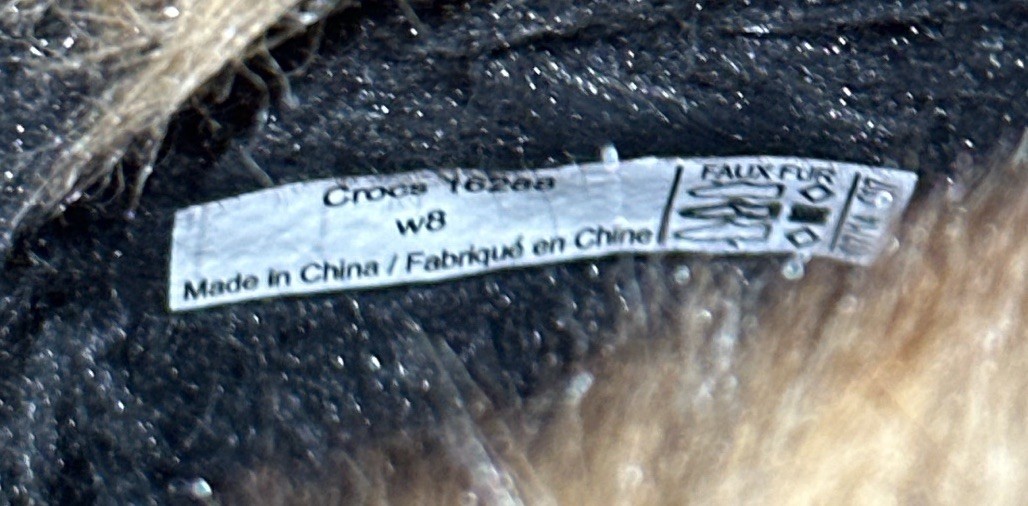 Crocs 16288
w8
Made in China / Fabriqué en Chine
FAUX FUR